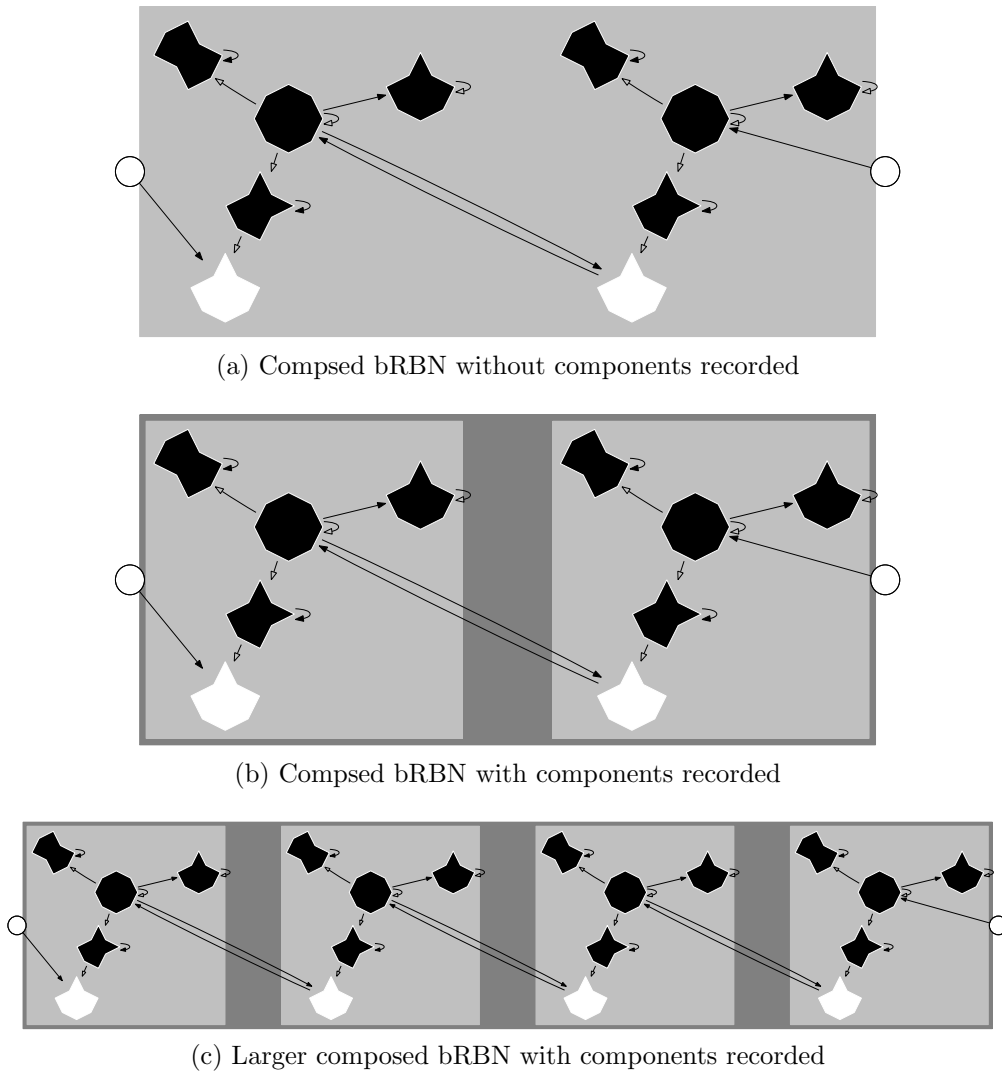 (a) Compsed bRBN without components recorded
(b) Compsed bRBN with components recorded
(c) Larger composed bRBN with components recorded